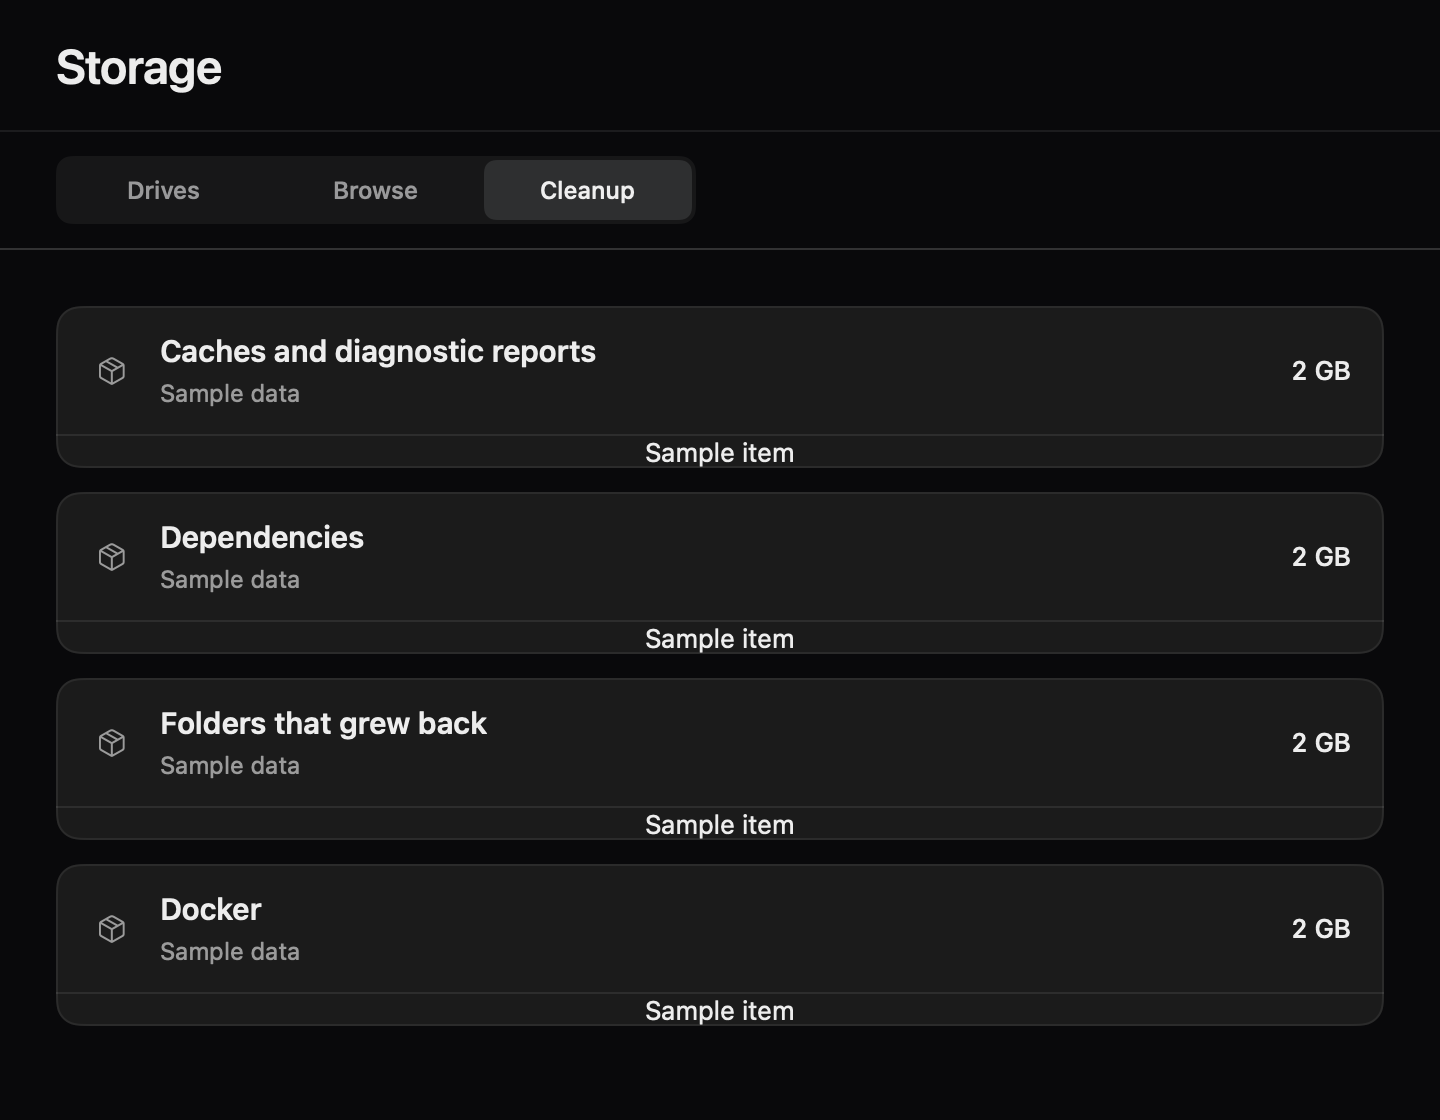 Storage
Drives
Browse
Cleanup
Caches and diagnostic reports
Sample data
2 GB
Sample item
Dependencies
Sample data
2 GB
Sample item
Folders that grew back
Sample data
2 GB
Sample item
Docker
Sample data
2 GB
Sample item